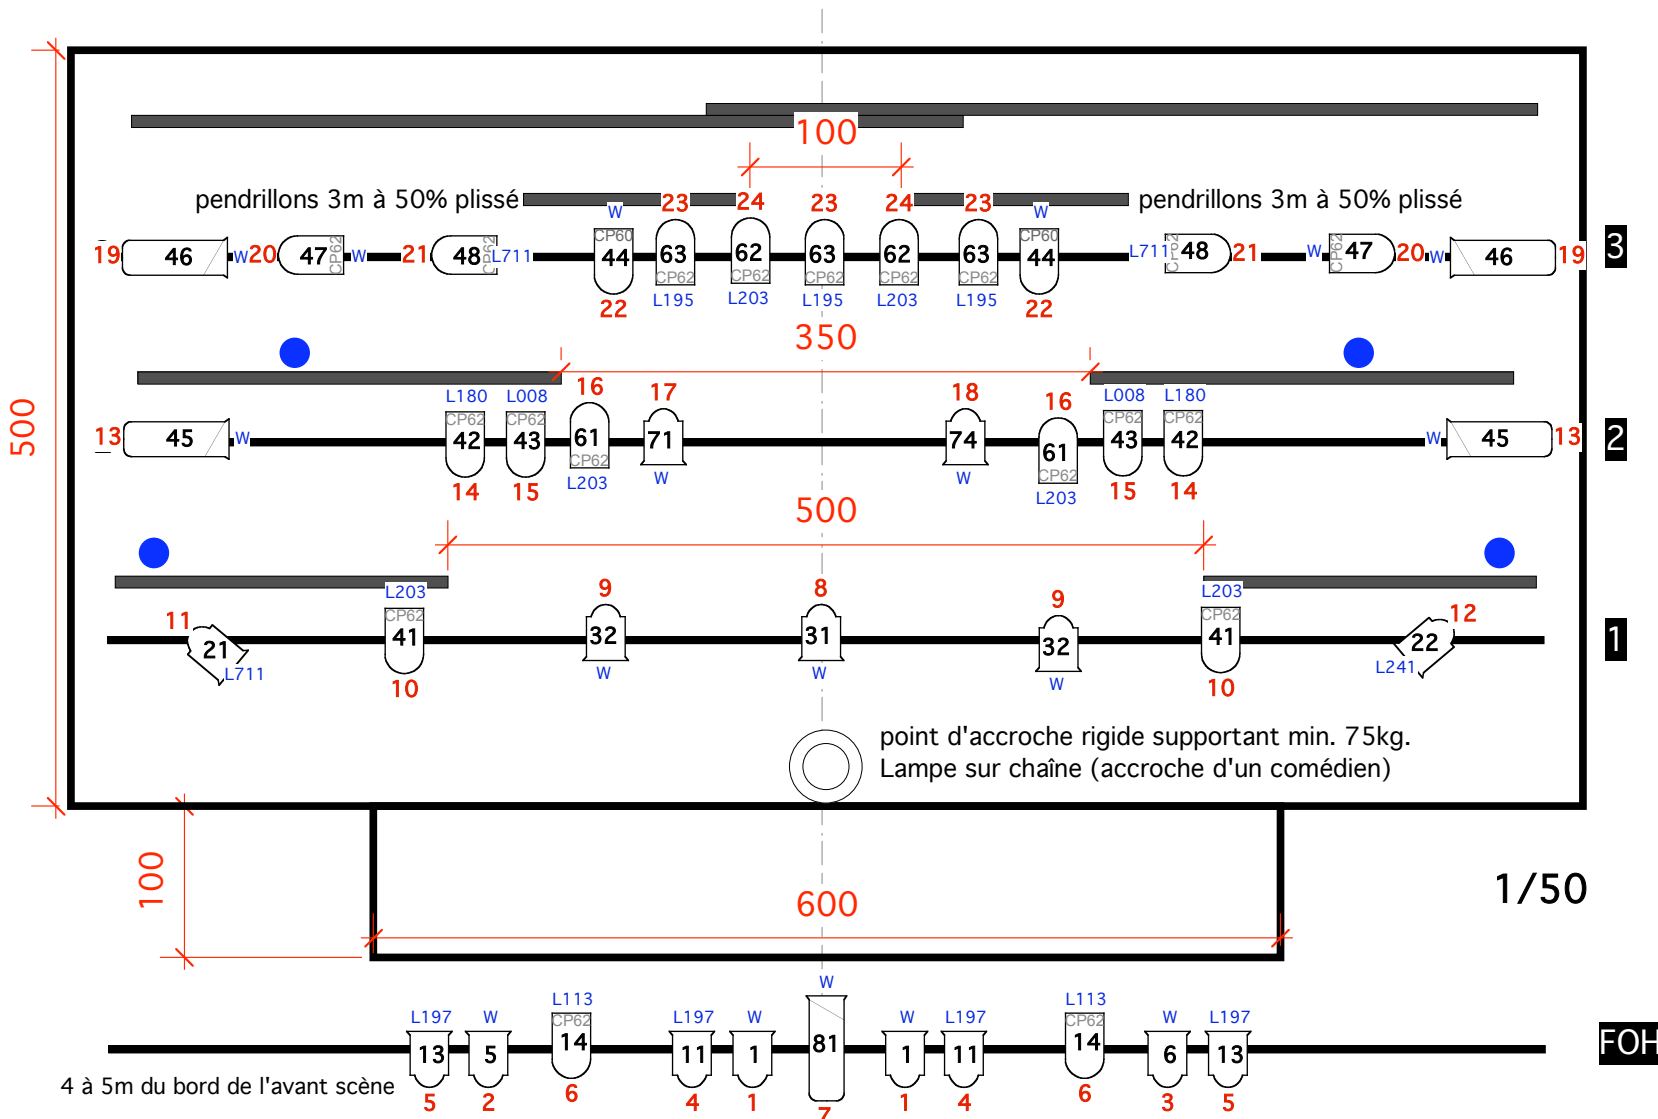 100
pendrillons 3m à 50% plissé
pendrillons 3m à 50% plissé
W 23 24 23 24 23 W
19 46 W 20 47 CP62 W 21 48 CP62 L711 CP60 44 63 CP62 62 CP62 63 CP62 62 CP62 63 CP62 CP60 44 L711 CP62 48 21 W CP62 47 20 W 46 19 3
22 L195 L203 L195 L203 L195 22
350
L180 L008 16 17 18 16 L008 L180
13 45 W CP62 42 CP62 43 61 CP62 71 74 61 CP62 CP62 43 CP62 42 W 45 13 2
14 15 L203 W W L203 15 14
500
500
L203 9 8 9 L203
11 21 L711 CP62 41 32 31 32 CP62 41 L241 22 12 1
10 W W W 10
point d'accroche rigide supportant min. 75kg.
Lampe sur chaîne (accroche d'un comédien)
100
600
1/50
W
L197 W L113 L197 W W L197 L113 W L197
13 5 CP62 14 11 1 81 1 11 CP62 14 6 13 FOH
4 à 5m du bord de l'avant scène
5 2 6 4 1 7 1 4 6 3 5